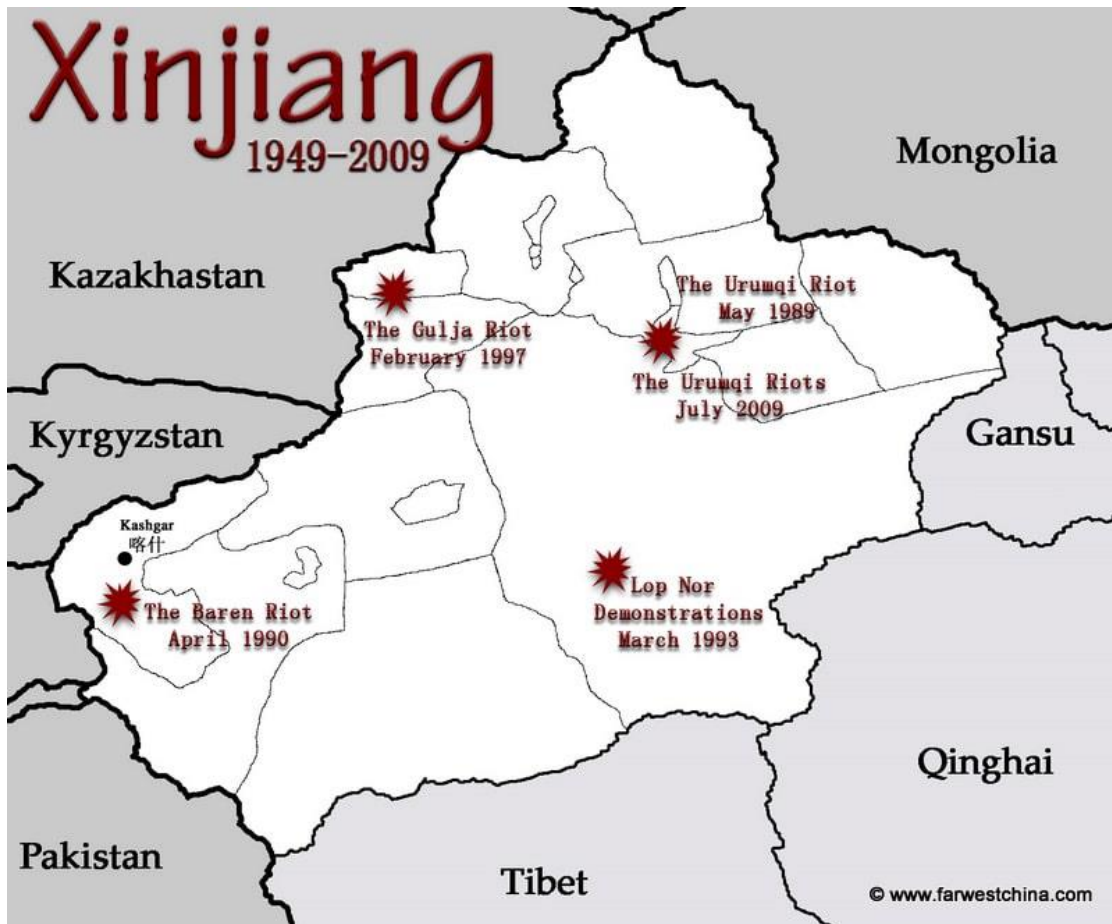 Xinjiang
1949-2009
Mongolia
Kazakhastan
The Urumqi Riot
May 1989
The Gulja Riot
February 1997
The Urumqi Riots
July 2009
Kyrgyzstan
Gansu
Kashgar
喀什
The Baren Riot
April 1990
Lop Nor
Demonstrations
March 1993
Qinghai
Pakistan
Tibet
© www.farwestchina.com